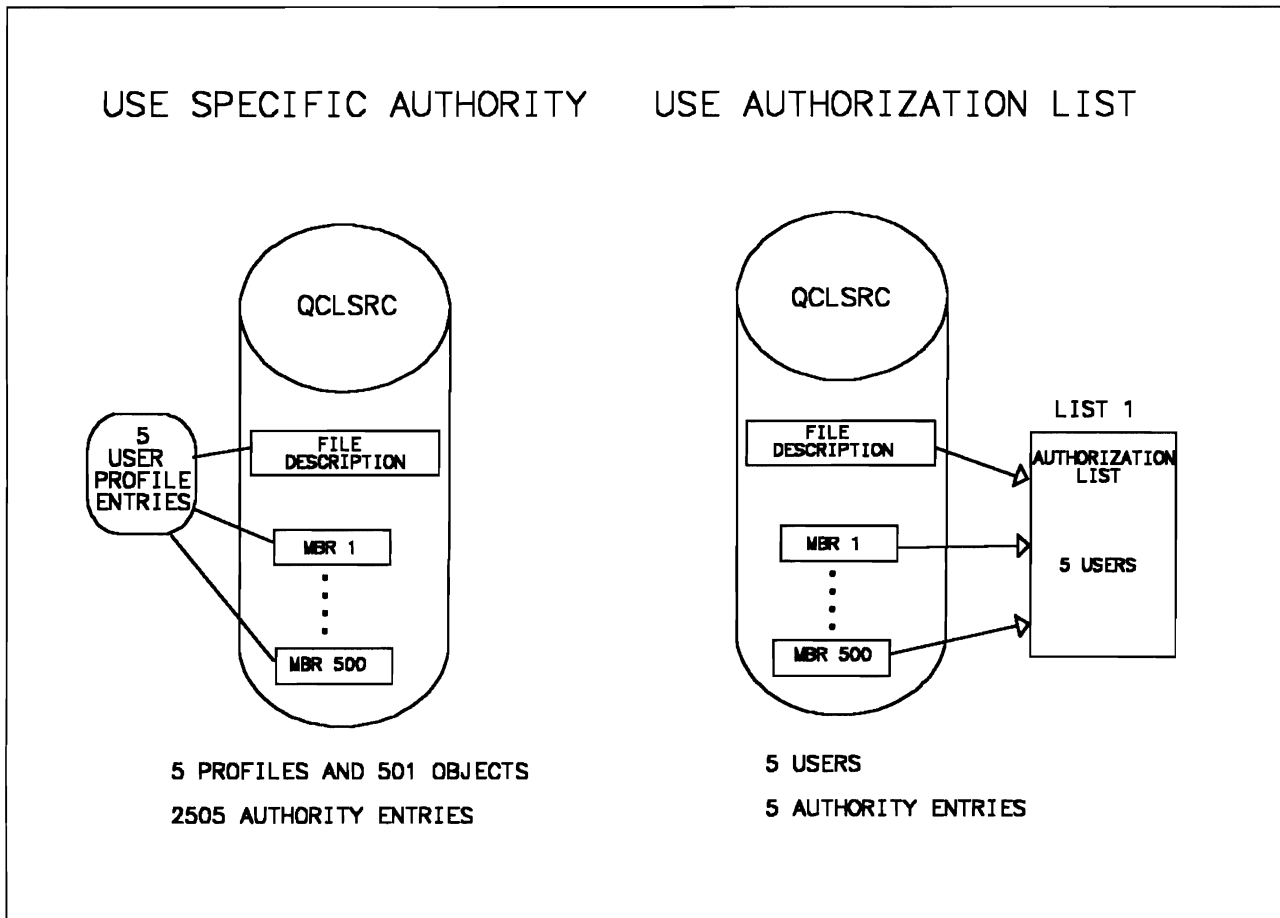 USE SPECIFIC AUTHORITY
QCLSRC
5
USER
PROFILE
ENTRIES
FILE
DESCRIPTION
MBR 1
MBR 500
5 PROFILES AND 501 OBJECTS
2505 AUTHORITY ENTRIES
USE AUTHORIZATION LIST
QCLSRC
FILE
DESCRIPTION
MBR 1
MBR 500
LIST 1
AUTHORIZATION
LIST
5 USERS
5 USERS
5 AUTHORITY ENTRIES